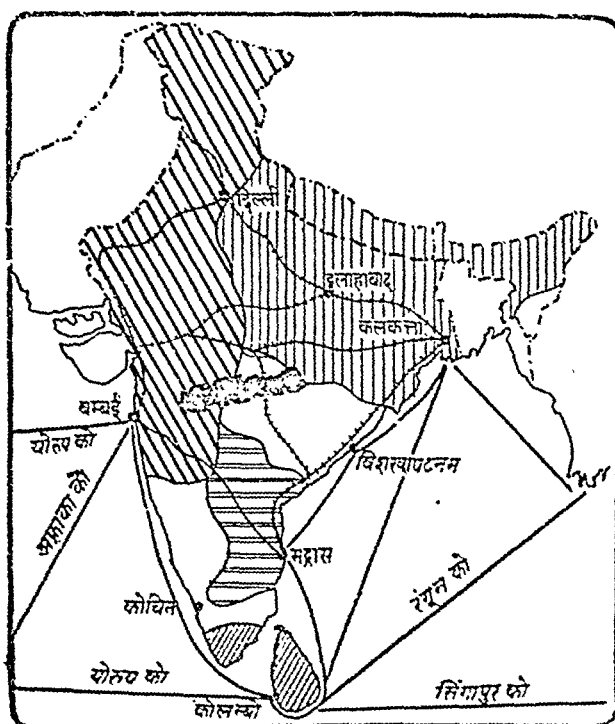 दिल्ली
इलाहाबाद
कलकत्ता
बम्बई
योरुप को
अफ्रीका को
विशाखापटनम
मद्रास
रंगून को
कोचिन
योरुप को
कोलम्बो
सिंगापुर को